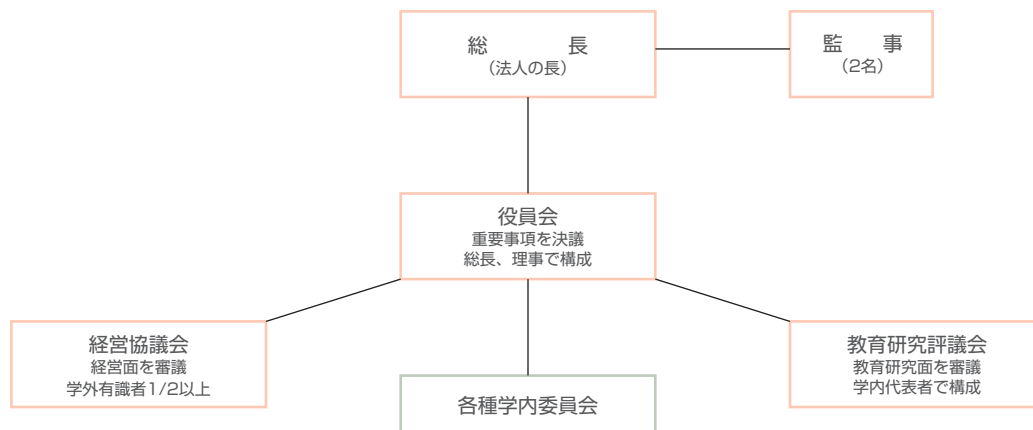 総　　　長
（法人の長）
監　事
（2名）
役員会
重要事項を決議
総長、理事で構成
経営協議会
経営面を審議
学外有識者1/2以上
各種学内委員会
教育研究評議会
教育研究面を審議
学内代表者で構成